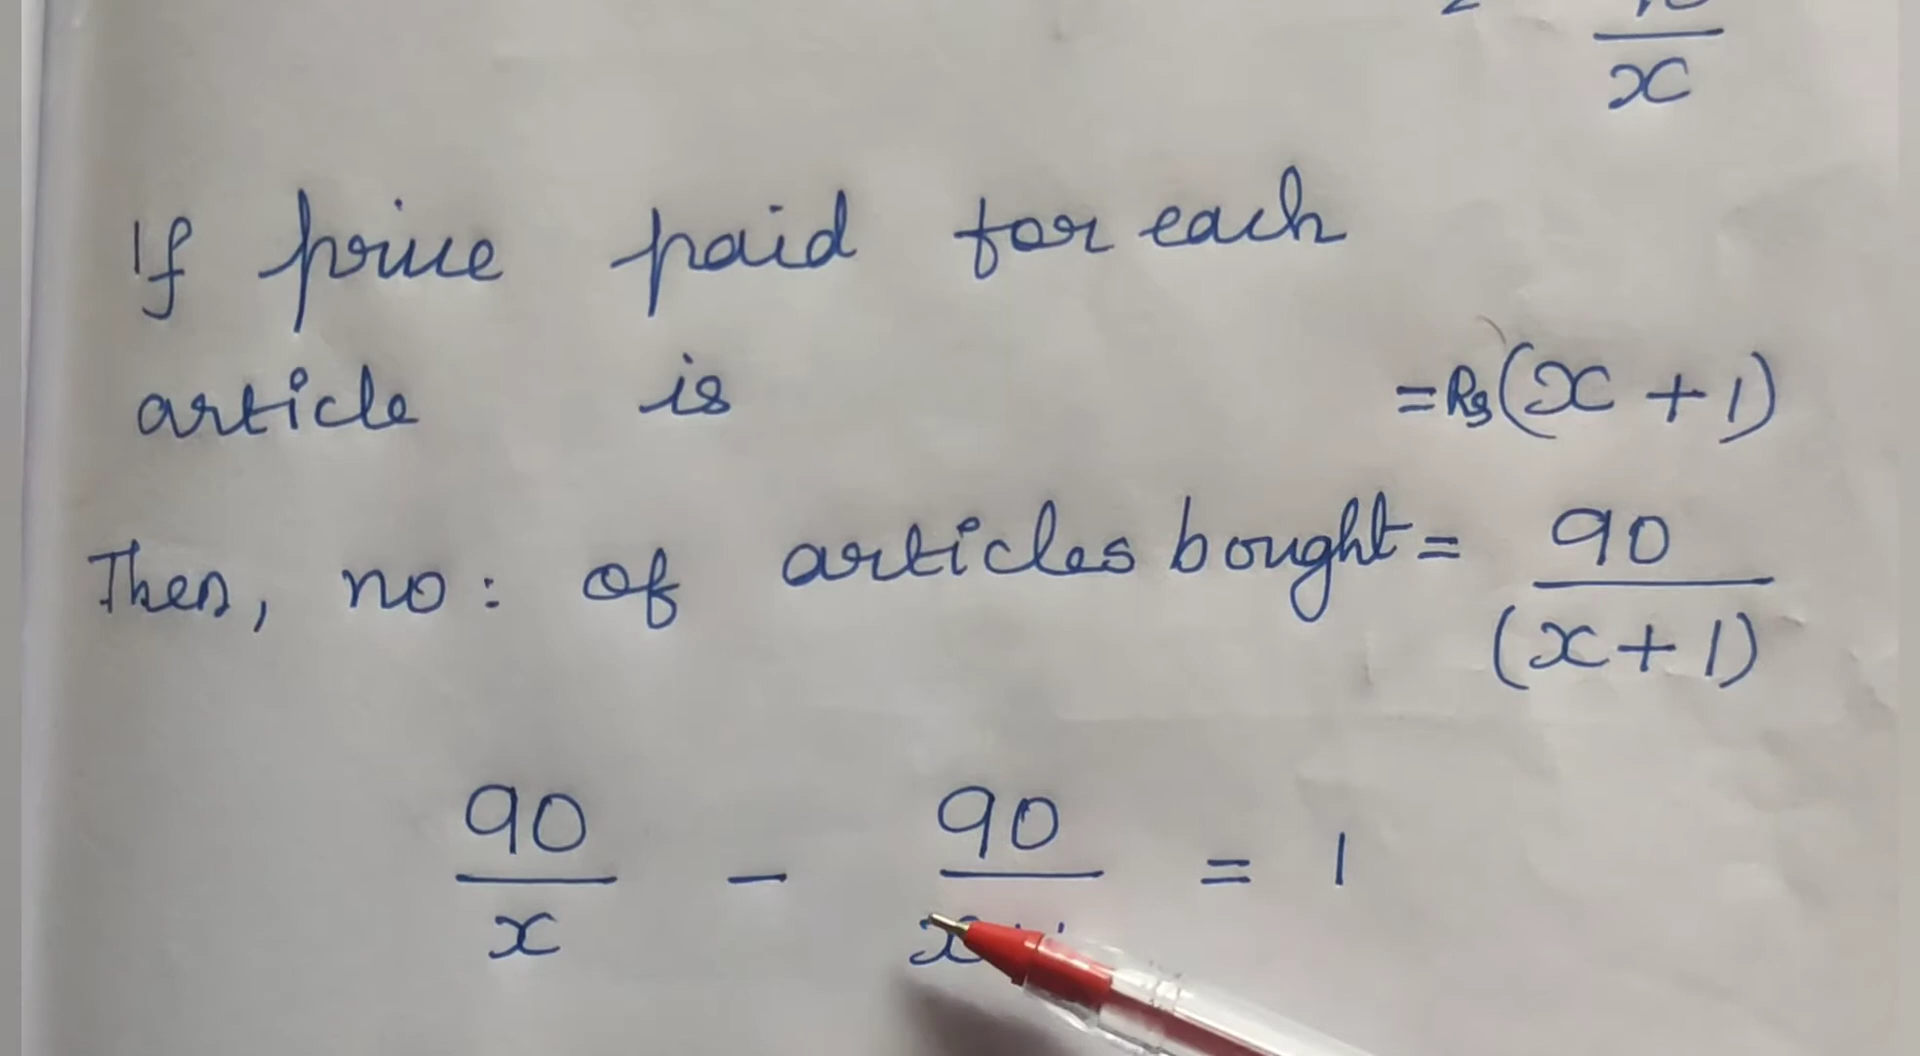 x
If price paid for each
article is = Rs (x + 1)
Then, no: of articles bought = 90 / (x + 1)
90 / x - 90 / x = 1